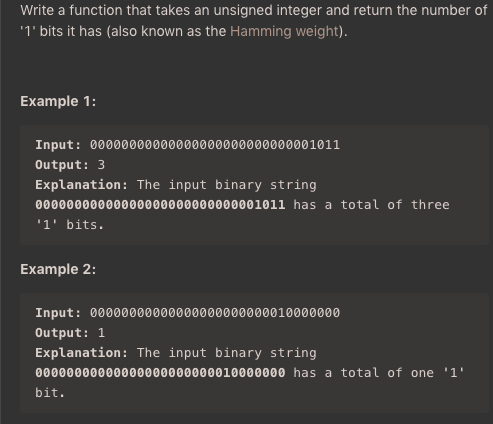 Write a function that takes an unsigned integer and return the number of
'1' bits it has (also known as the Hamming weight).
Example 1:
Input: 00000000000000000000000000001011
Output: 3
Explanation: The input binary string
00000000000000000000000000001011 has a total of three
'1' bits.
Example 2:
Input: 00000000000000000000000010000000
Output: 1
Explanation: The input binary string
00000000000000000000000010000000 has a total of one '1'
bit.